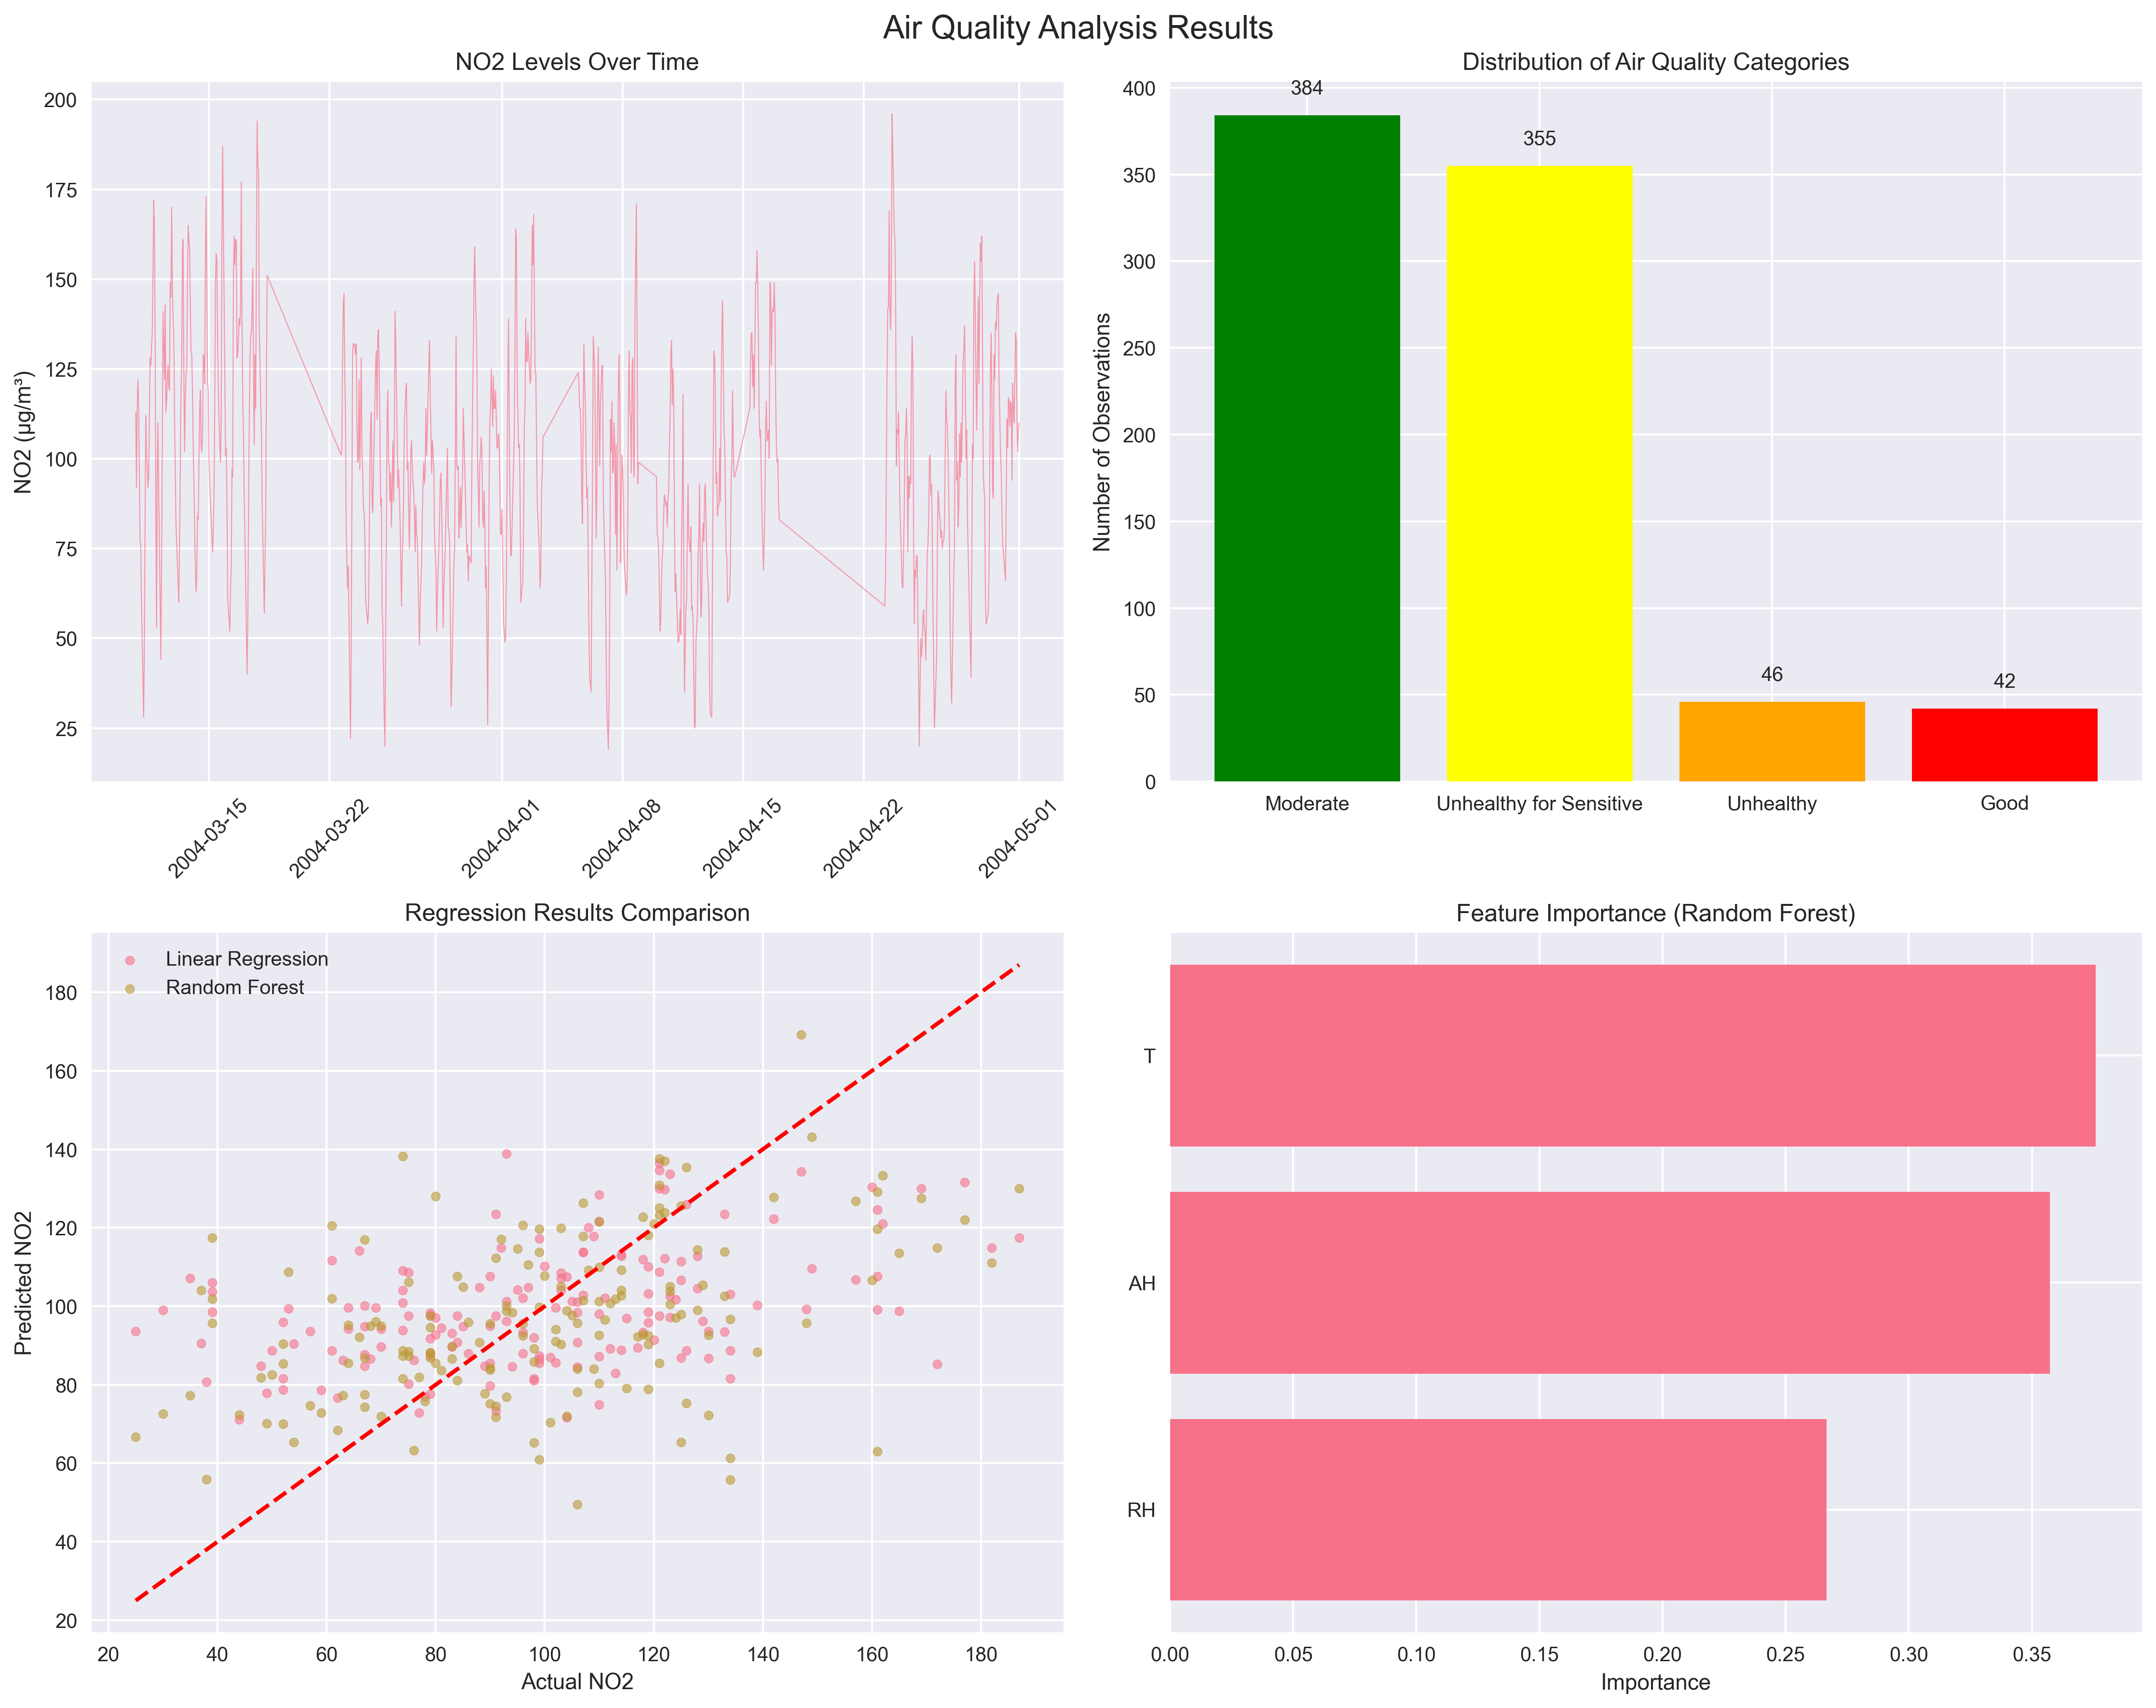 Air Quality Analysis Results
NO2 Levels Over Time
NO2 (µg/m³)
200
175
150
125
100
75
50
25
2004-03-15
2004-03-22
2004-04-01
2004-04-08
2004-04-15
2004-04-22
2004-05-01
Distribution of Air Quality Categories
Number of Observations
400
350
300
250
200
150
100
50
0
384
355
46
42
Moderate
Unhealthy for Sensitive
Unhealthy
Good
Regression Results Comparison
Linear Regression
Random Forest
Predicted NO2
180
160
140
120
100
80
60
40
20
20
40
60
80
100
120
140
160
180
Actual NO2
Feature Importance (Random Forest)
T
AH
RH
0.00
0.05
0.10
0.15
0.20
0.25
0.30
0.35
Importance